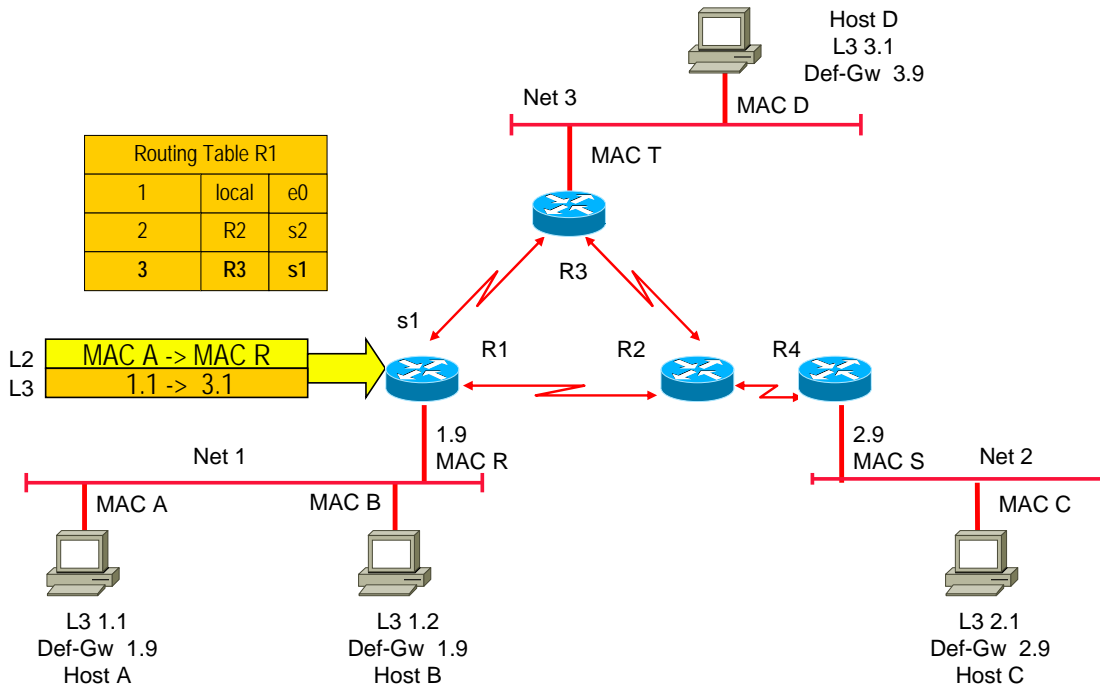 Host D
L3 3.1
Def-Gw 3.9
Net 3
MAC D
MAC T
Routing Table R1
1 local e0
2 R2 s2
3 R3 s1
R3
s1
R1
R2
R4
L2 MAC A -> MAC R
L3 1.1 -> 3.1
1.9
MAC R
2.9
MAC S
Net 1
Net 2
MAC A
MAC B
MAC C
L3 1.1
Def-Gw 1.9
Host A
L3 1.2
Def-Gw 1.9
Host B
L3 2.1
Def-Gw 2.9
Host C